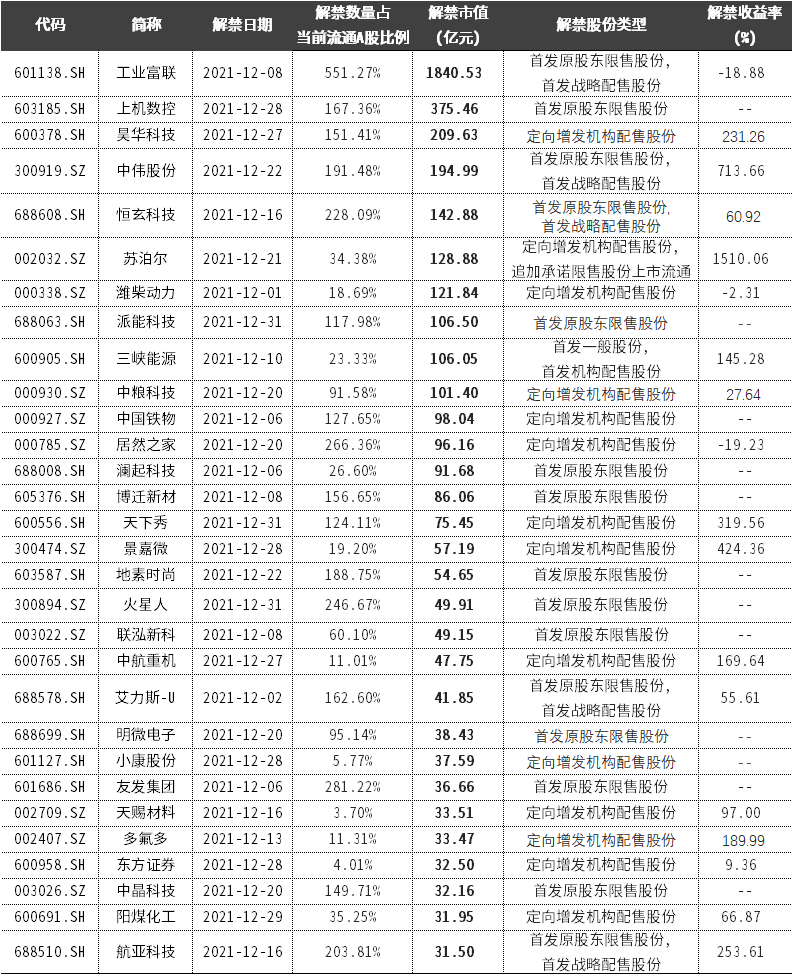 代码 简称 解禁日期 解禁数量占当前流通A股比例 解禁市值(亿元) 解禁股份类型 解禁收益率(%)
601138.SH 工业富联 2021-12-08 551.27% 1840.53 首发原股东限售股份，首发战略配售股份 -18.88
603185.SH 上机数控 2021-12-28 167.36% 375.46 首发原股东限售股份 --
600378.SH 昊华科技 2021-12-27 151.41% 209.63 定向增发机构配售股份 231.26
300919.SZ 中伟股份 2021-12-22 191.48% 194.99 首发原股东限售股份，首发战略配售股份 713.66
688608.SH 恒玄科技 2021-12-16 228.09% 142.88 首发原股东限售股份，首发战略配售股份 60.92
002032.SZ 苏泊尔 2021-12-21 34.38% 128.88 定向增发机构配售股份，追加承诺限售股份上市流通 1510.06
000338.SZ 潍柴动力 2021-12-01 18.69% 121.84 定向增发机构配售股份 -2.31
688063.SH 派能科技 2021-12-31 117.98% 106.50 首发原股东限售股份 --
600905.SH 三峡能源 2021-12-10 23.33% 106.05 首发一般股份，首发机构配售股份 145.28
000930.SZ 中粮科技 2021-12-20 91.58% 101.40 定向增发机构配售股份 27.64
000927.SZ 中国铁物 2021-12-06 127.65% 98.04 定向增发机构配售股份 --
000785.SZ 居然之家 2021-12-20 266.36% 96.16 定向增发机构配售股份 -19.23
688008.SH 澜起科技 2021-12-06 26.60% 91.68 首发原股东限售股份 --
605376.SH 博迁新材 2021-12-08 156.65% 86.06 首发原股东限售股份 --
600556.SH 天下秀 2021-12-31 124.11% 75.45 定向增发机构配售股份 319.56
300474.SZ 景嘉微 2021-12-28 19.20% 57.19 定向增发机构配售股份 424.36
603587.SH 地素时尚 2021-12-22 188.75% 54.65 首发原股东限售股份 --
300894.SZ 火星人 2021-12-31 246.67% 49.91 首发原股东限售股份 --
003022.SZ 联泓新科 2021-12-08 60.10% 49.15 首发原股东限售股份 --
600765.SH 中航重机 2021-12-27 11.01% 47.75 定向增发机构配售股份 169.64
688578.SH 艾力斯-U 2021-12-02 162.60% 41.85 首发原股东限售股份，首发战略配售股份 55.61
688699.SH 明微电子 2021-12-20 95.14% 38.43 首发原股东限售股份 --
601127.SH 小康股份 2021-12-28 5.77% 37.59 定向增发机构配售股份 --
601686.SH 友发集团 2021-12-06 281.22% 36.66 首发原股东限售股份 --
002709.SZ 天赐材料 2021-12-16 3.70% 33.51 定向增发机构配售股份 97.00
002407.SZ 多氟多 2021-12-13 11.31% 33.47 定向增发机构配售股份 189.99
600958.SH 东方证券 2021-12-28 4.01% 32.50 定向增发机构配售股份 9.36
003026.SZ 中晶科技 2021-12-20 149.71% 32.16 首发原股东限售股份 --
600691.SH 阳煤化工 2021-12-29 35.25% 31.95 定向增发机构配售股份 66.87
688510.SH 航亚科技 2021-12-16 203.81% 31.50 首发原股东限售股份，首发战略配售股份 253.61